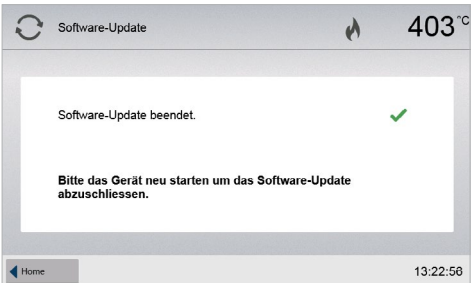 Software-Update
403°C
Software-Update beendet.
Bitte das Gerät neu starten um das Software-Update
abzuschliessen.
Home
13:22:56